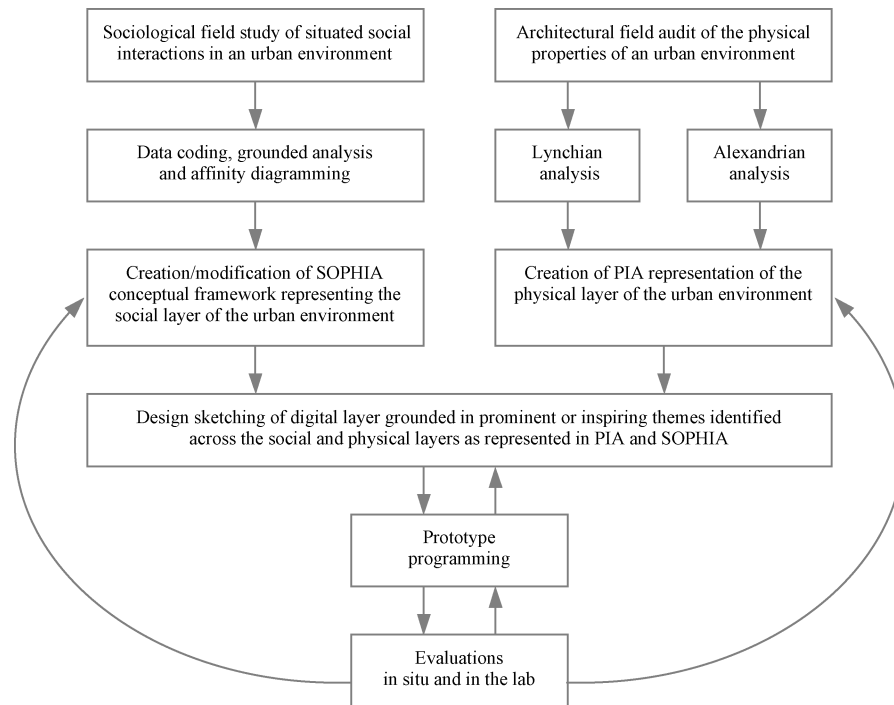 Sociological field study of situated social
interactions in an urban environment
Architectural field audit of the physical
properties of an urban environment
Data coding, grounded analysis
and affinity diagramming
Lynchian
analysis
Alexandrian
analysis
Creation/modification of SOPHIA
conceptual framework representing the
social layer of the urban environment
Creation of PIA representation of the
physical layer of the urban environment
Design sketching of digital layer grounded in prominent or inspiring themes identified
across the social and physical layers as represented in PIA and SOPHIA
Prototype
programming
Evaluations
in situ and in the lab